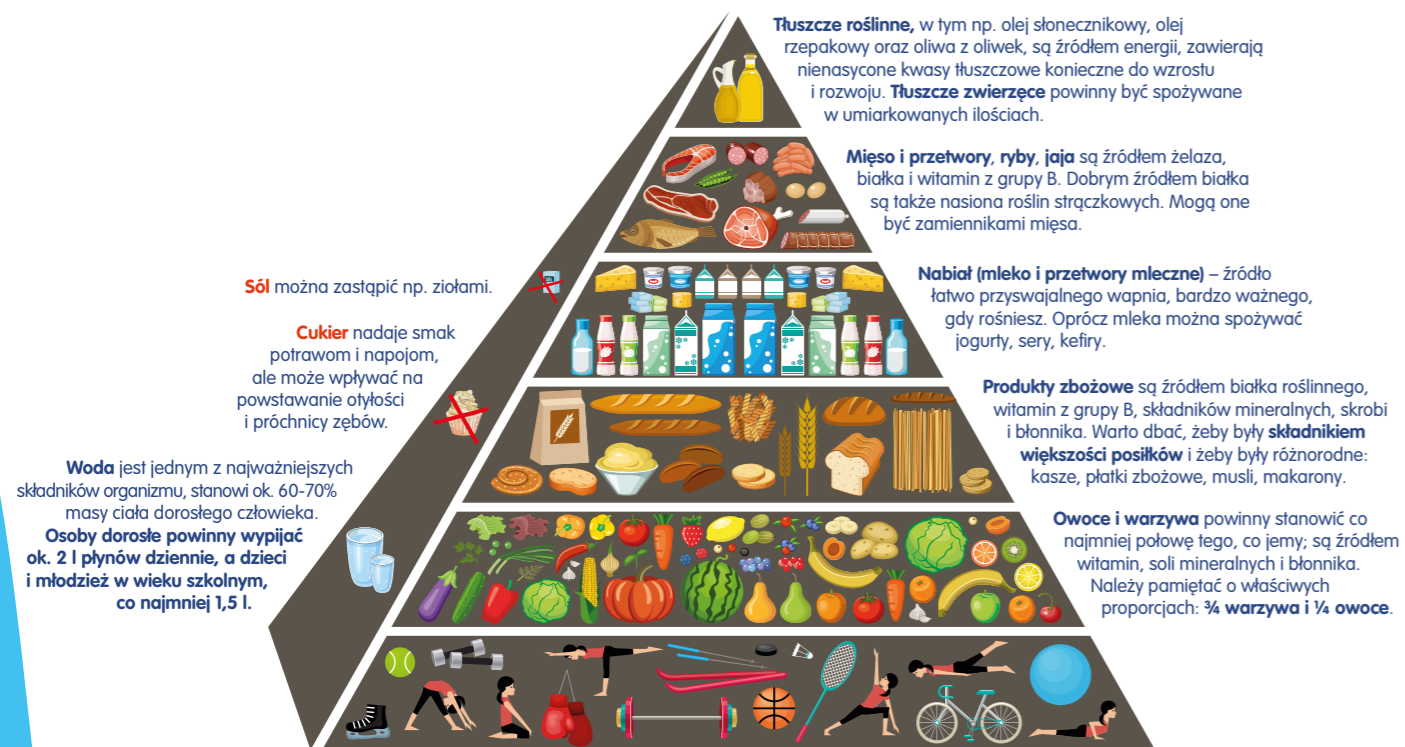 Tłuszcze roślinne, w tym np. olej słonecznikowy, olej
rzepakowy oraz oliwa z oliwek, są źródłem energii, zawierają
nienasycone kwasy tłuszczowe konieczne do wzrostu
i rozwoju. Tłuszcze zwierzęce powinny być spożywane
w umiarkowanych ilościach.
Mięso i przetwory, ryby, jaja są źródłem żelaza,
białka i witamin z grupy B. Dobrym źródłem białka
są także nasiona roślin strączkowych. Mogą one
być zamiennikami mięsa.
Nabiał (mleko i przetwory mleczne) – źródło
łatwo przyswajalnego wapnia, bardzo ważnego,
gdy rośniesz. Oprócz mleka można spożywać
jogurty, sery, kefiry.
Produkty zbożowe są źródłem białka roślinnego,
witamin z grupy B, składników mineralnych, skrobi
i błonnika. Warto dbać, żeby były składnikiem
większości posiłków i żeby były różnorodne:
kasze, płatki zbożowe, musli, makarony.
Owoce i warzywa powinny stanowić co
najmniej połowę tego, co jemy; są źródłem
witamin, soli mineralnych i błonnika.
Należy pamiętać o właściwych
proporcjach: ¾ warzywa i ¼ owoce.
Sól można zastąpić np. ziołami.
Cukier nadaje smak
potrawom i napojom,
ale może wpływać na
powstawanie otyłości
i próchnicy zębów.
Woda jest jednym z najważniejszych
składników organizmu, stanowi ok. 60-70%
masy ciała dorosłego człowieka.
Osoby dorosłe powinny wypijać
ok. 2 l płynów dziennie, a dzieci
i młodzież w wieku szkolnym,
co najmniej 1,5 l.